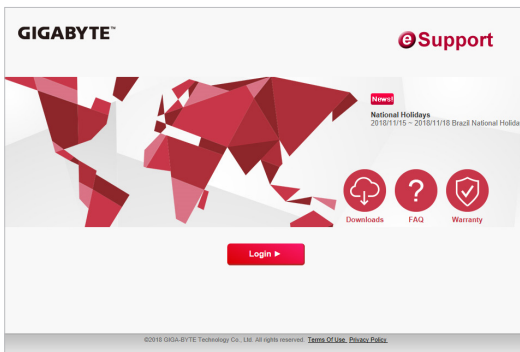 GIGABYTE™
eSupport
News!
National Holidays
2018/11/15 ~ 2018/11/18 Brazil National Holiday
Downloads FAQ Warranty
Login ►
©2018 GIGA-BYTE Technology Co., Ltd. All rights reserved. Terms Of Use Privacy Policy